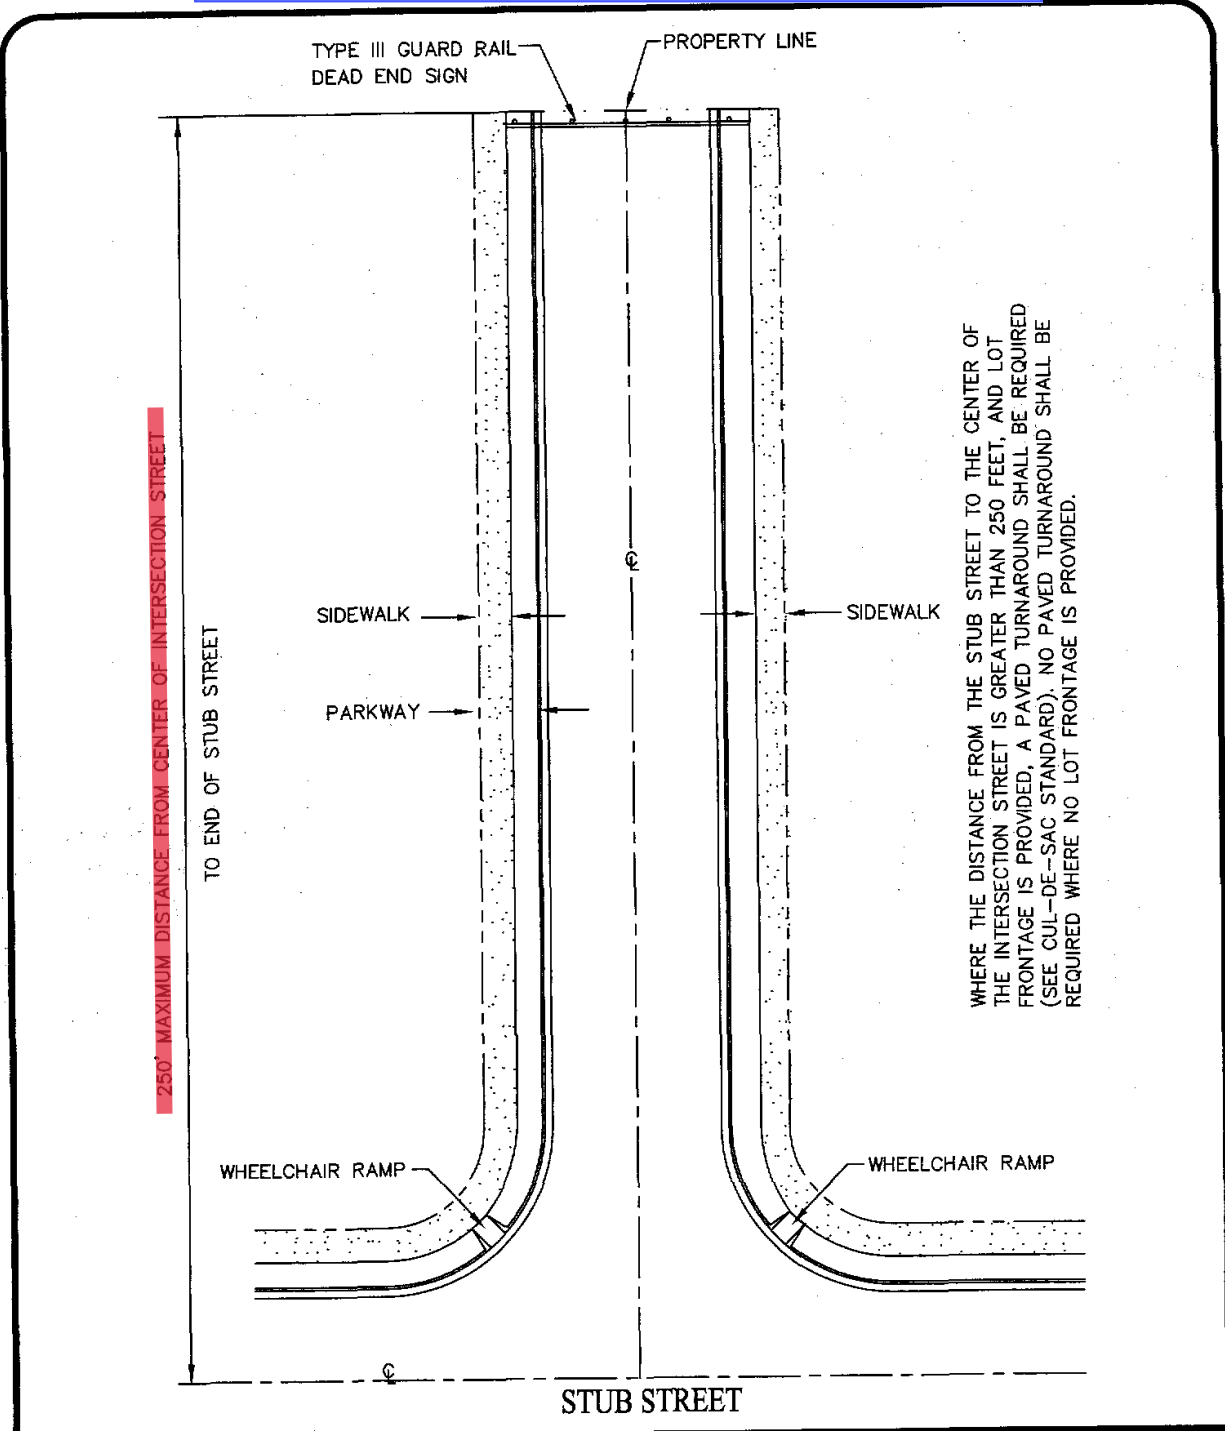 TYPE III GUARD RAIL
DEAD END SIGN
PROPERTY LINE
250' MAXIMUM DISTANCE FROM CENTER OF INTERSECTION STREET
TO END OF STUB STREET
℄
SIDEWALK
SIDEWALK
PARKWAY
WHERE THE DISTANCE FROM THE STUB STREET TO THE CENTER OF
THE INTERSECTION STREET IS GREATER THAN 250 FEET, AND LOT
FRONTAGE IS PROVIDED, A PAVED TURNAROUND SHALL BE REQUIRED
(SEE CUL-DE-SAC STANDARD). NO PAVED TURNAROUND SHALL BE
REQUIRED WHERE NO LOT FRONTAGE IS PROVIDED.
WHEELCHAIR RAMP
WHEELCHAIR RAMP
℄
STUB STREET